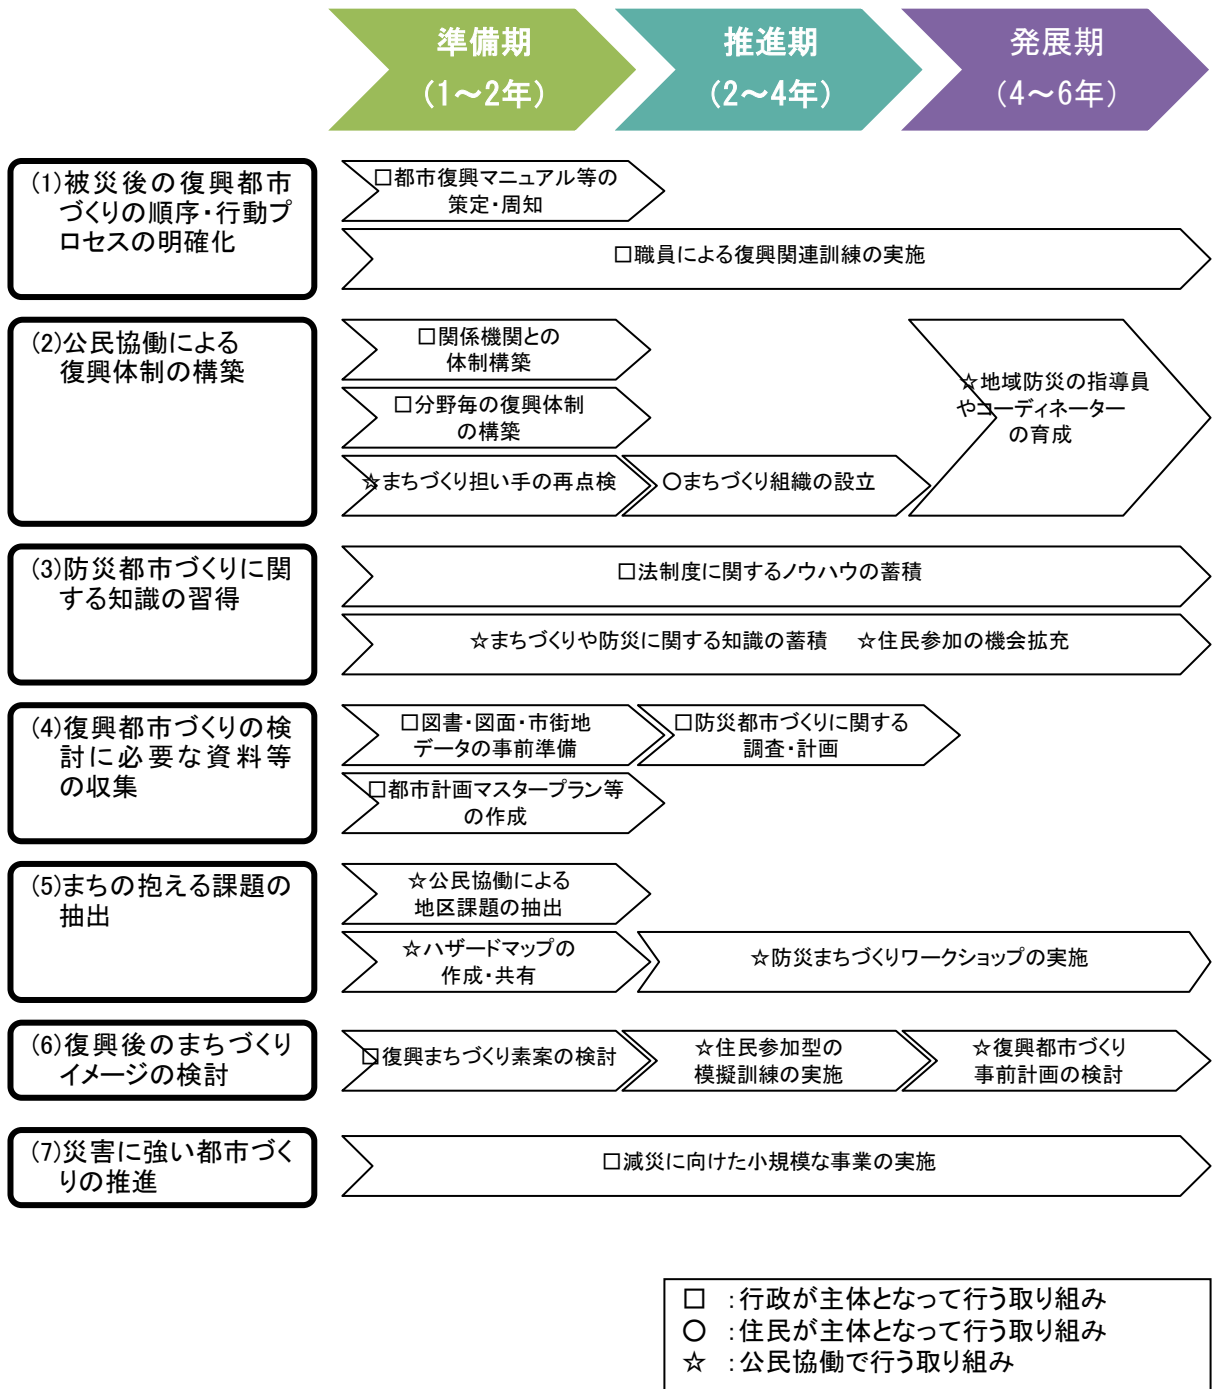 準備期
(1～2年)
推進期
(2～4年)
発展期
(4～6年)
(1)被災後の復興都市
づくりの順序・行動プ
ロセスの明確化
□都市復興マニュアル等の
策定・周知
□職員による復興関連訓練の実施
(2)公民協働による
復興体制の構築
□関係機関との
体制構築
□分野毎の復興体制
の構築
☆まちづくり担い手の再点検
○まちづくり組織の設立
☆地域防災の指導員
やコーディネーター
の育成
(3)防災都市づくりに関
する知識の習得
□法制度に関するノウハウの蓄積
☆まちづくりや防災に関する知識の蓄積 ☆住民参加の機会拡充
(4)復興都市づくりの検
討に必要な資料等
の収集
□図書・図面・市街地
データの事前準備
□防災都市づくりに関する
調査・計画
□都市計画マスタープラン等
の作成
(5)まちの抱える課題の
抽出
☆公民協働による
地区課題の抽出
☆ハザードマップの
作成・共有
☆防災まちづくりワークショップの実施
(6)復興後のまちづくり
イメージの検討
□復興まちづくり素案の検討
☆住民参加型の
模擬訓練の実施
☆復興都市づくり
事前計画の検討
(7)災害に強い都市づく
りの推進
□減災に向けた小規模な事業の実施
□ :行政が主体となって行う取り組み
○ :住民が主体となって行う取り組み
☆ :公民協働で行う取り組み